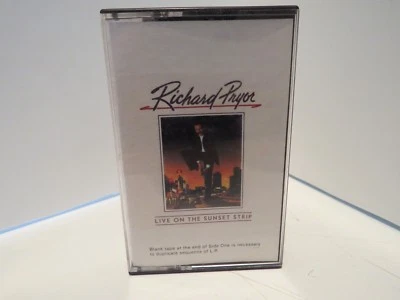 Richard Pryor
LIVE ON THE SUNSET STRIP
Blank tape at the end of Side One is necessary
to facilitate sequence of L.P.